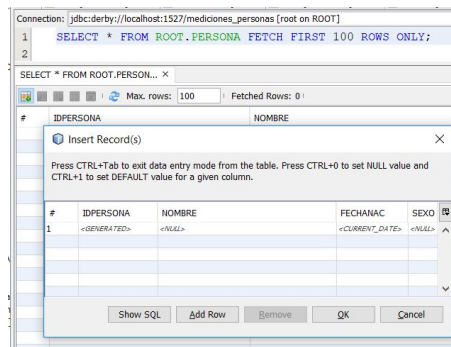 Connection: jdbc:derby://localhost:1527/mediciones_personas [root on ROOT]
1 SELECT * FROM ROOT.PERSONA FETCH FIRST 100 ROWS ONLY;
2
SELECT * FROM ROOT.PERSON... ×
Max. rows: 100 Fetched Rows: 0
# IDPERSONA NOMBRE
Insert Record(s)
Press CTRL+Tab to exit data entry mode from the table. Press CTRL+0 to set NULL value and
CTRL+1 to set DEFAULT value for a given column.
# IDPERSONA NOMBRE FECHANAC SEXO
1 <GENERATED> <NULL> <CURRENT_DATE> <NULL>
Show SQL Add Row Remove OK Cancel